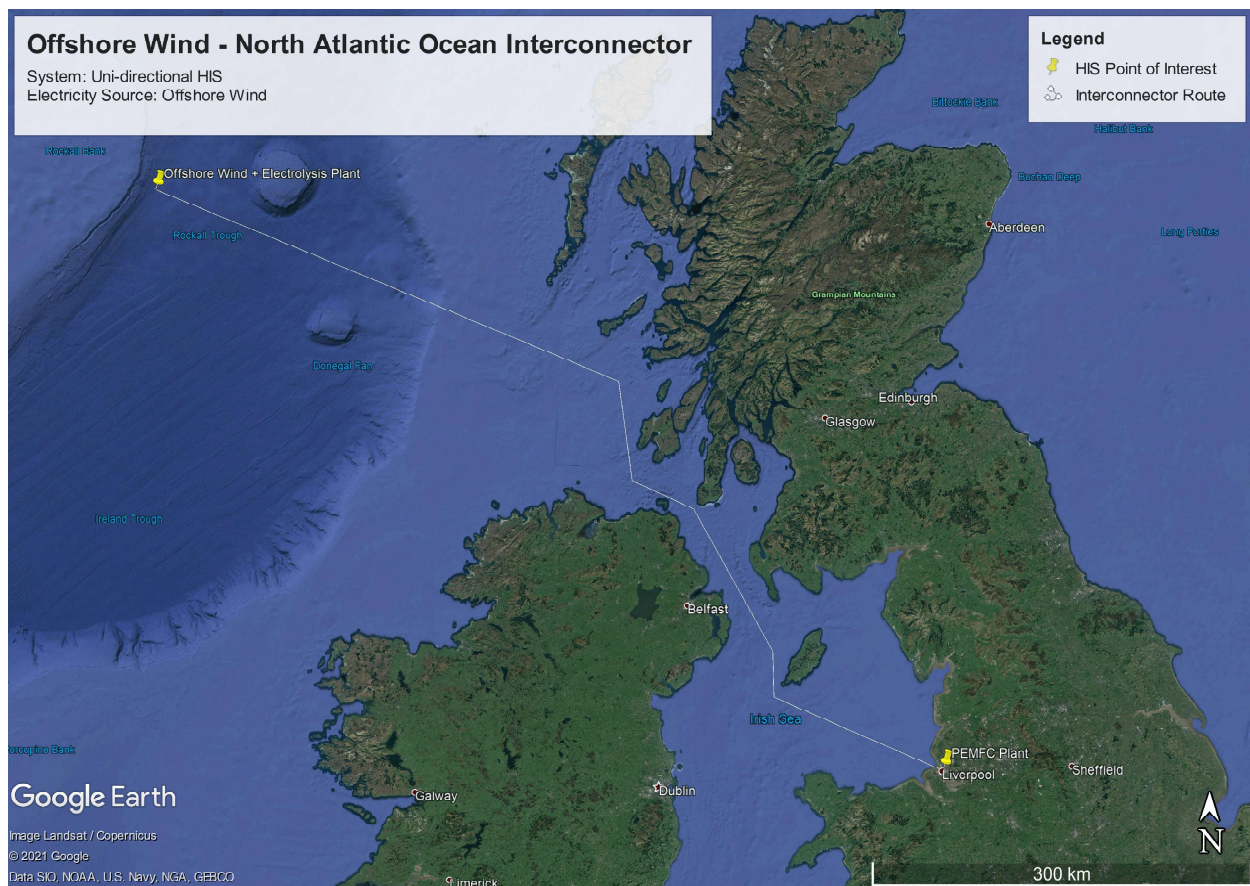 Offshore Wind - North Atlantic Ocean Interconnector
System: Uni-directional HIS
Electricity Source: Offshore Wind
Legend
HIS Point of Interest
Interconnector Route
Bittockie Bank
Halibut Bank
Rockall Bank
Offshore Wind + Electrolysis Plant
Buchan Deep
Rockall Trough
Aberdeen
Long Forties
Grampian Mountains
Donegal Fan
Edinburgh
Glasgow
Ireland Trough
Belfast
Irish Sea
Porcupine Bank
PEMFC Plant
Liverpool
Sheffield
Google Earth
Galway
Dublin
Image Landsat / Copernicus
© 2021 Google
Data SIO, NOAA, U.S. Navy, NGA, GEBCO
Limerick
N
300 km